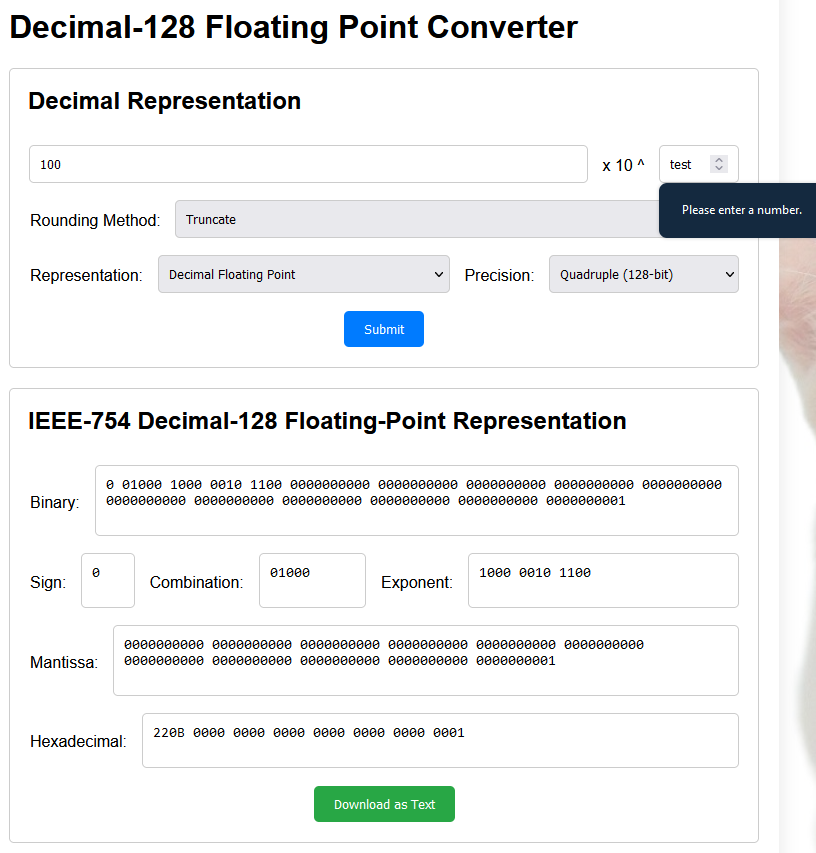 Decimal-128 Floating Point Converter
Decimal Representation
100 x 10 ^ test
Please enter a number.
Rounding Method: Truncate
Representation: Decimal Floating Point Precision: Quadruple (128-bit)
Submit
IEEE-754 Decimal-128 Floating-Point Representation
Binary: 0 01000 1000 0010 1100 0000000000 0000000000 0000000000 0000000000 0000000000
0000000000 0000000000 0000000000 0000000000 0000000000 0000000001
Sign: 0 Combination: 01000 Exponent: 1000 0010 1100
Mantissa: 0000000000 0000000000 0000000000 0000000000 0000000000 0000000000
0000000000 0000000000 0000000000 0000000000 0000000001
Hexadecimal: 220B 0000 0000 0000 0000 0000 0000 0001
Download as Text